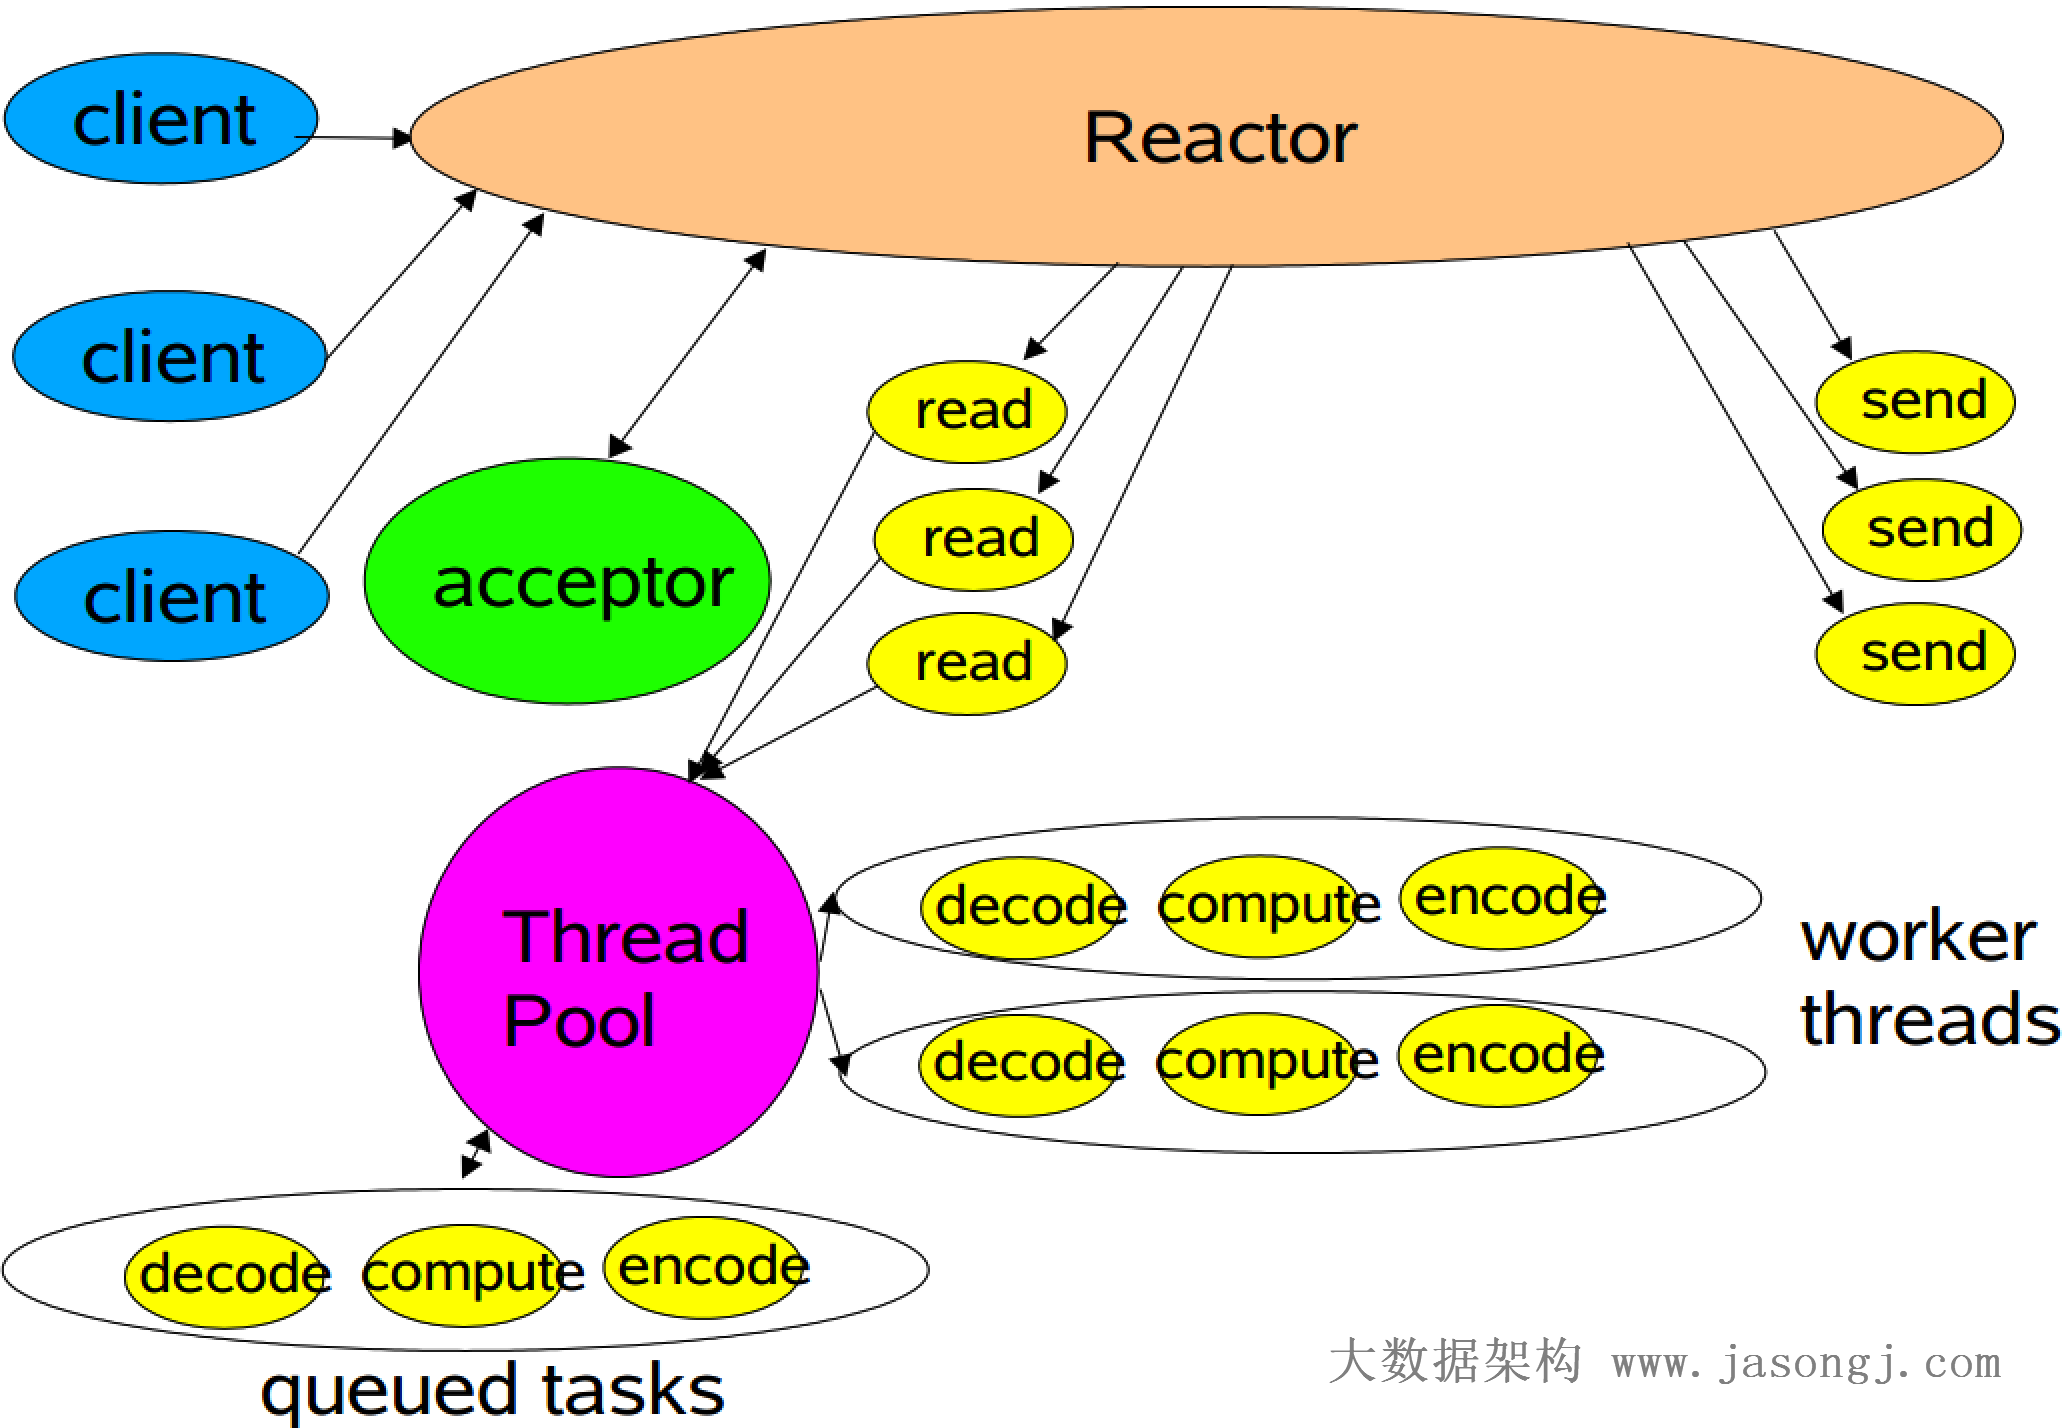 client
Reactor
client
client
acceptor
read
read
read
send
send
send
Thread
Pool
decode compute encode
decode compute encode
worker
threads
decode compute encode
queued tasks
大数据架构 www.jasongj.com